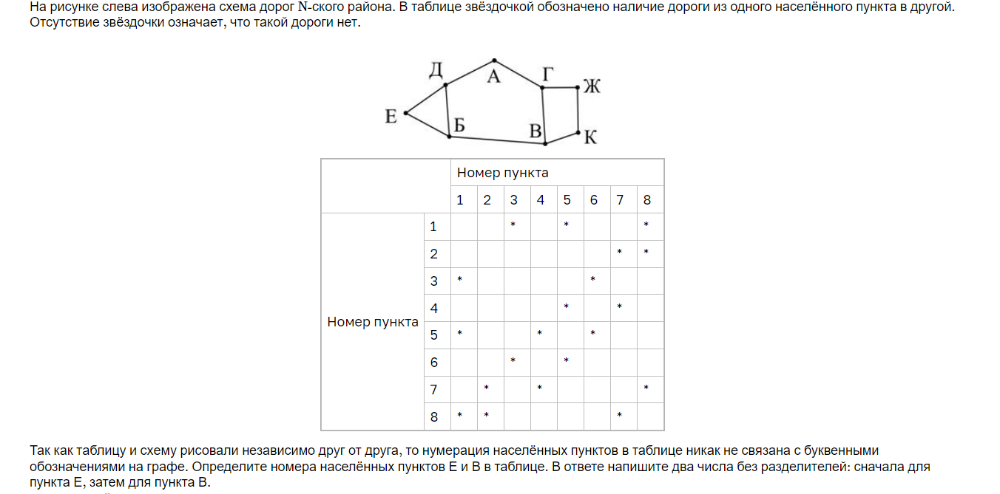 На рисунке слева изображена схема дорог N-ского района. В таблице звёздочкой обозначено наличие дороги из одного населённого пункта в другой.
Отсутствие звёздочки означает, что такой дороги нет.
Д
А
Г
Ж
Е
Б
В
К
Номер пункта
1 2 3 4 5 6 7 8
Номер пункта
1 * * *
2 * *
3 * *
4 * *
5 * * *
6 * *
7 * * *
8 * * *
Так как таблицу и схему рисовали независимо друг от друга, то нумерация населённых пунктов в таблице никак не связана с буквенными
обозначениями на графе. Определите номера населённых пунктов Е и В в таблице. В ответе напишите два числа без разделителей: сначала для
пункта Е, затем для пункта В.